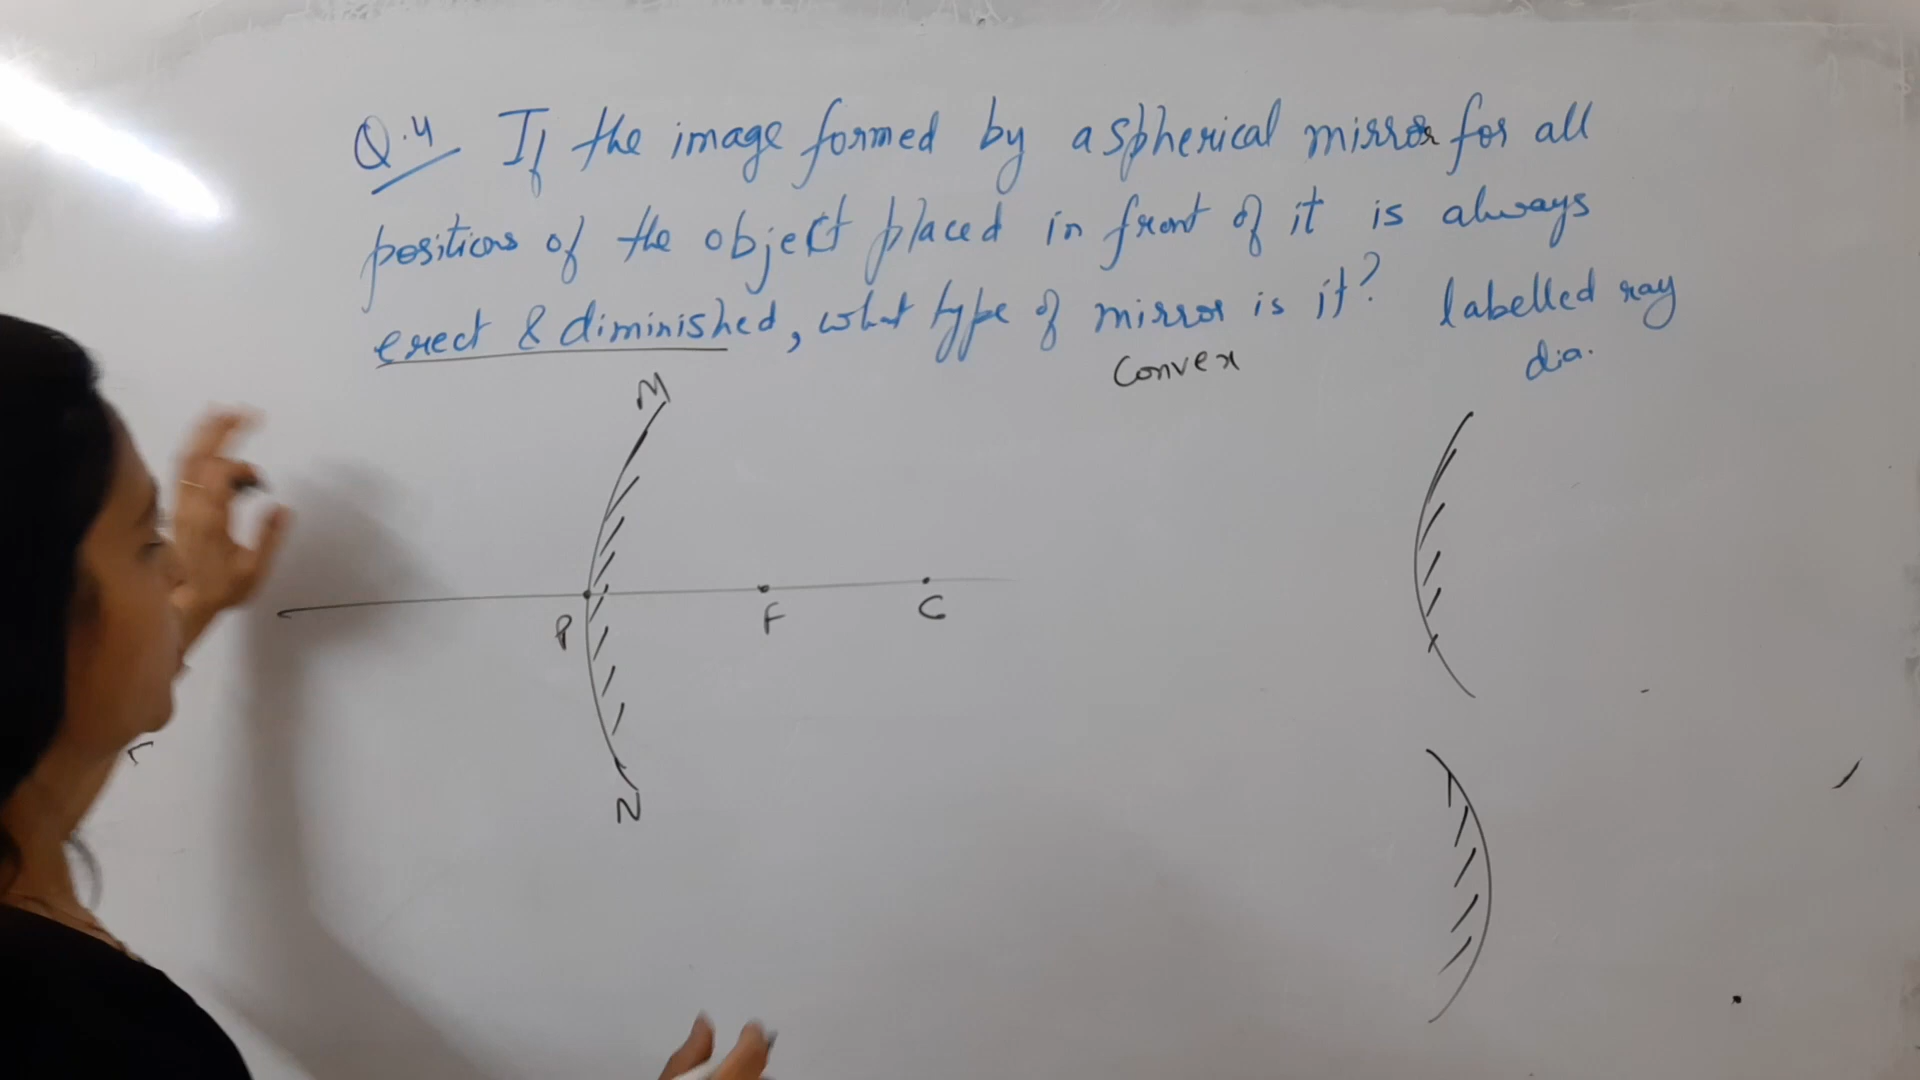 Q.4 If the image formed by a spherical mirror for all
positions of the object placed in front of it is always
erect & diminished, what type of mirror is it? labelled ray
dia.
Convex
M
P
F
C
N